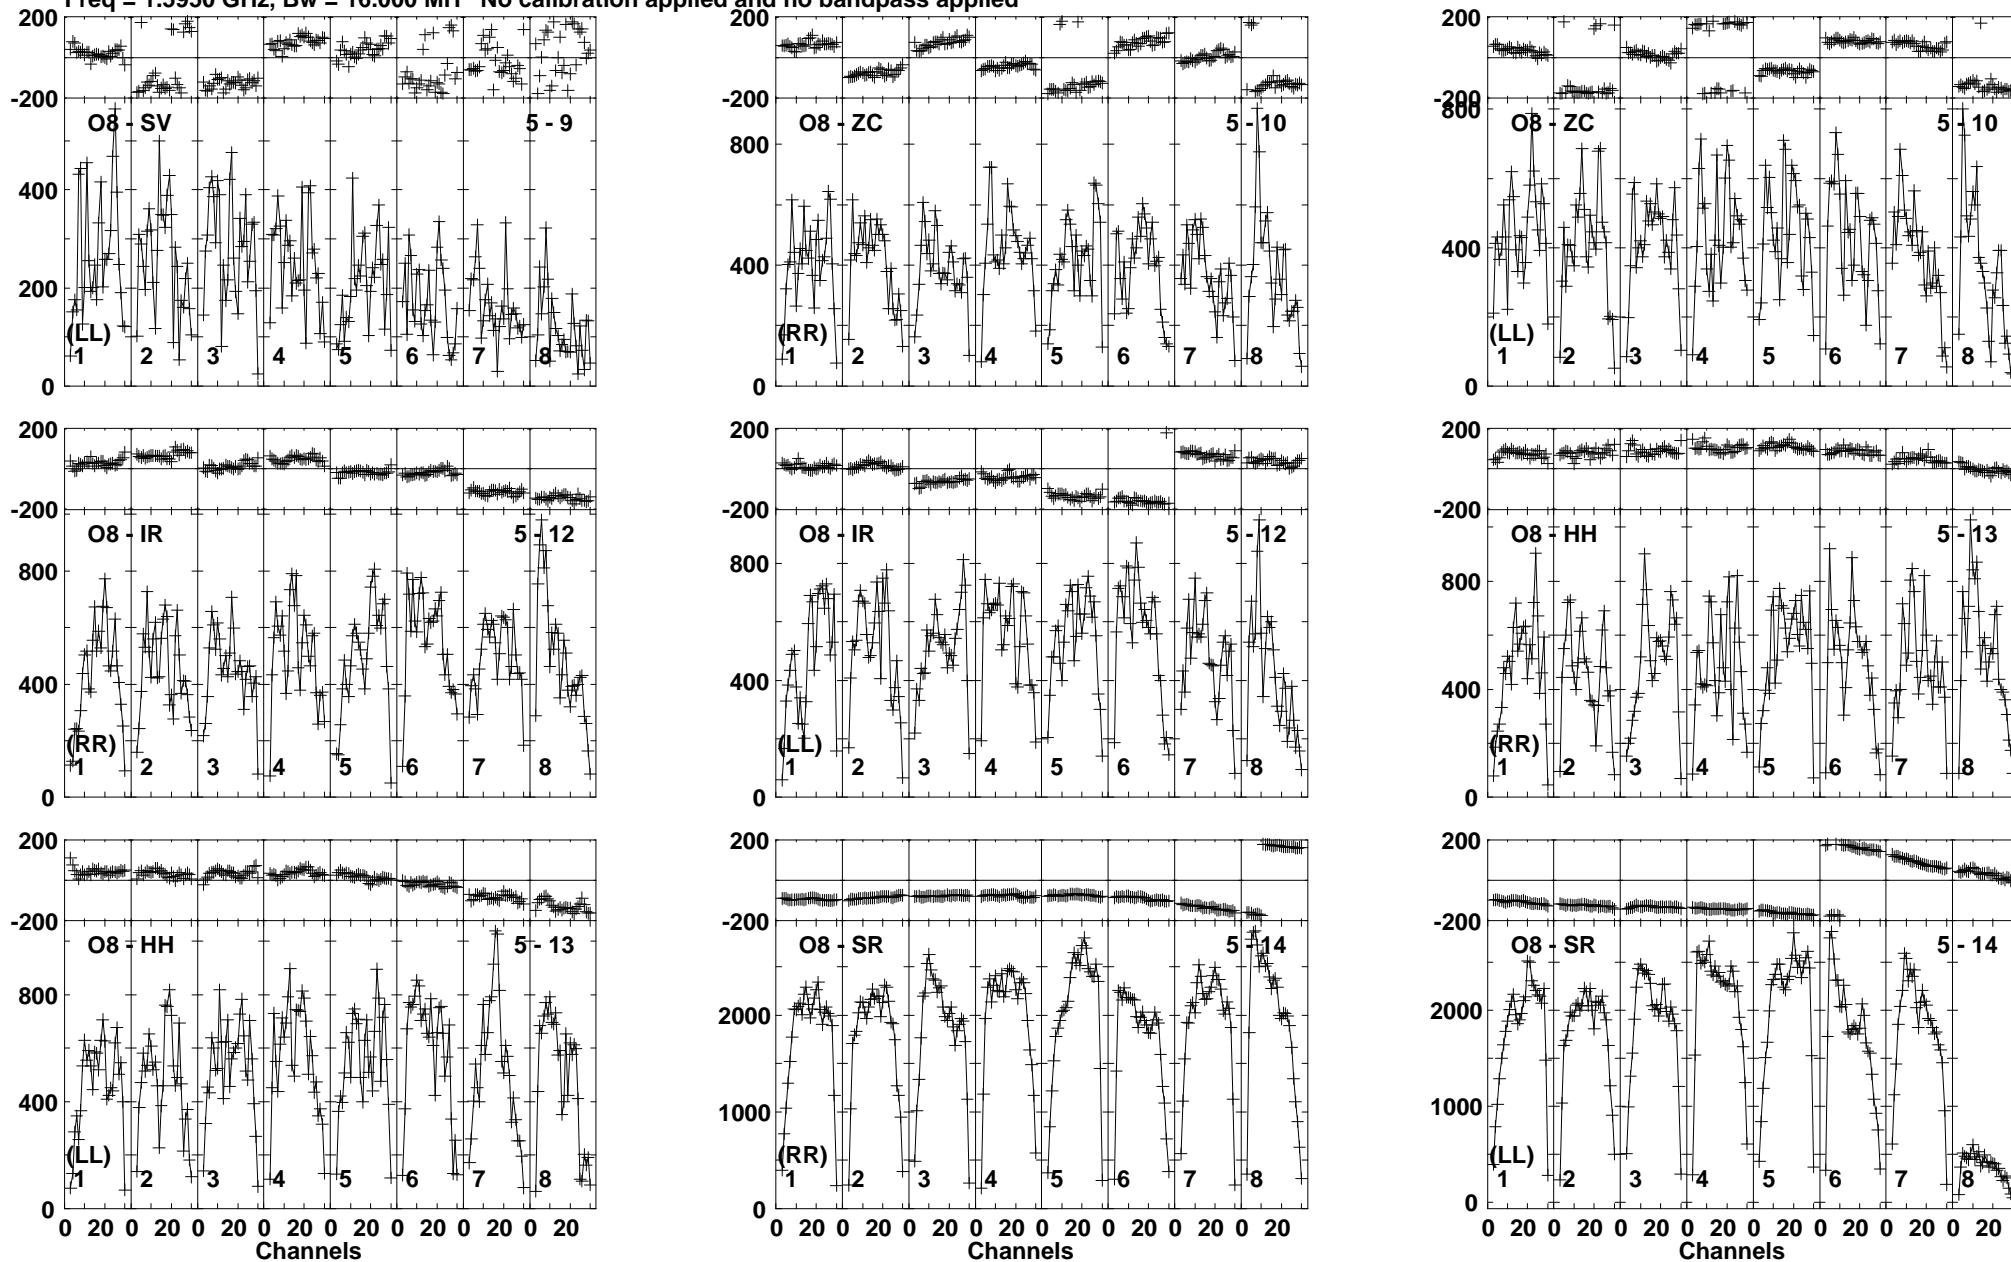 Freq = 1.5950 GHz, Bw = 16.000 MH No calibration applied and no bandpass applied
200 -200 O8 - SV 5 - 9 400 200 0 (LL) 1 2 3 4 5 6 7 8
200 -200 O8 - ZC 5 - 10 800 400 0 (RR) 1 2 3 4 5 6 7 8
200 -200 800 O8 - ZC 5 - 10 400 0 (LL) 1 2 3 4 5 6 7 8
200 -200 O8 - IR 5 - 12 800 400 0 (RR) 1 2 3 4 5 6 7 8
200 -200 O8 - IR 5 - 12 800 400 0 (LL) 1 2 3 4 5 6 7 8
200 -200 O8 - HH 5 - 13 800 400 0 (RR) 1 2 3 4 5 6 7 8
200 -200 O8 - HH 5 - 13 800 400 0 (LL) 1 2 3 4 5 6 7 8
200 -200 O8 - SR 5 - 14 2000 1000 0 (RR) 1 2 3 4 5 6 7 8
200 -200 O8 - SR 5 - 14 2000 1000 0 (LL) 1 2 3 4 5 6 7 8
0 20 0 20 0 20 0 20 0 20 0 20 0 20 0 20
0 20 0 20 0 20 0 20 0 20 0 20 0 20 0 20
0 20 0 20 0 20 0 20 0 20 0 20 0 20 0 20
Channels
Channels
Channels